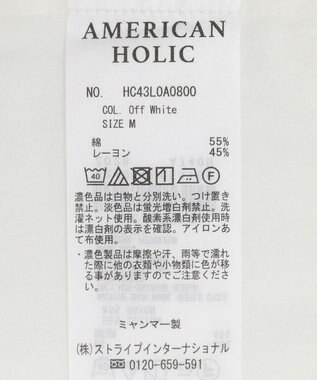 AMERICAN
HOLIC
NO. HC43L0A0800
COL. Off White
SIZE M
綿 55%
レーヨン 45%
40
F
濃色品は白物と分別洗い。つけ置き
禁止。淡色品は蛍光増白剤禁止。洗
濯ネット使用。酸素系漂白剤使用時
は漂白剤の表示を確認。アイロンあ
て布使用。
・濃色製品は摩擦や汗、雨等で濡れ
た際に他の衣類や小物類に色が移
る事がありますのでご注意くださ
い。
ミャンマー製
(株)ストライプインターナショナル
0120-659-591